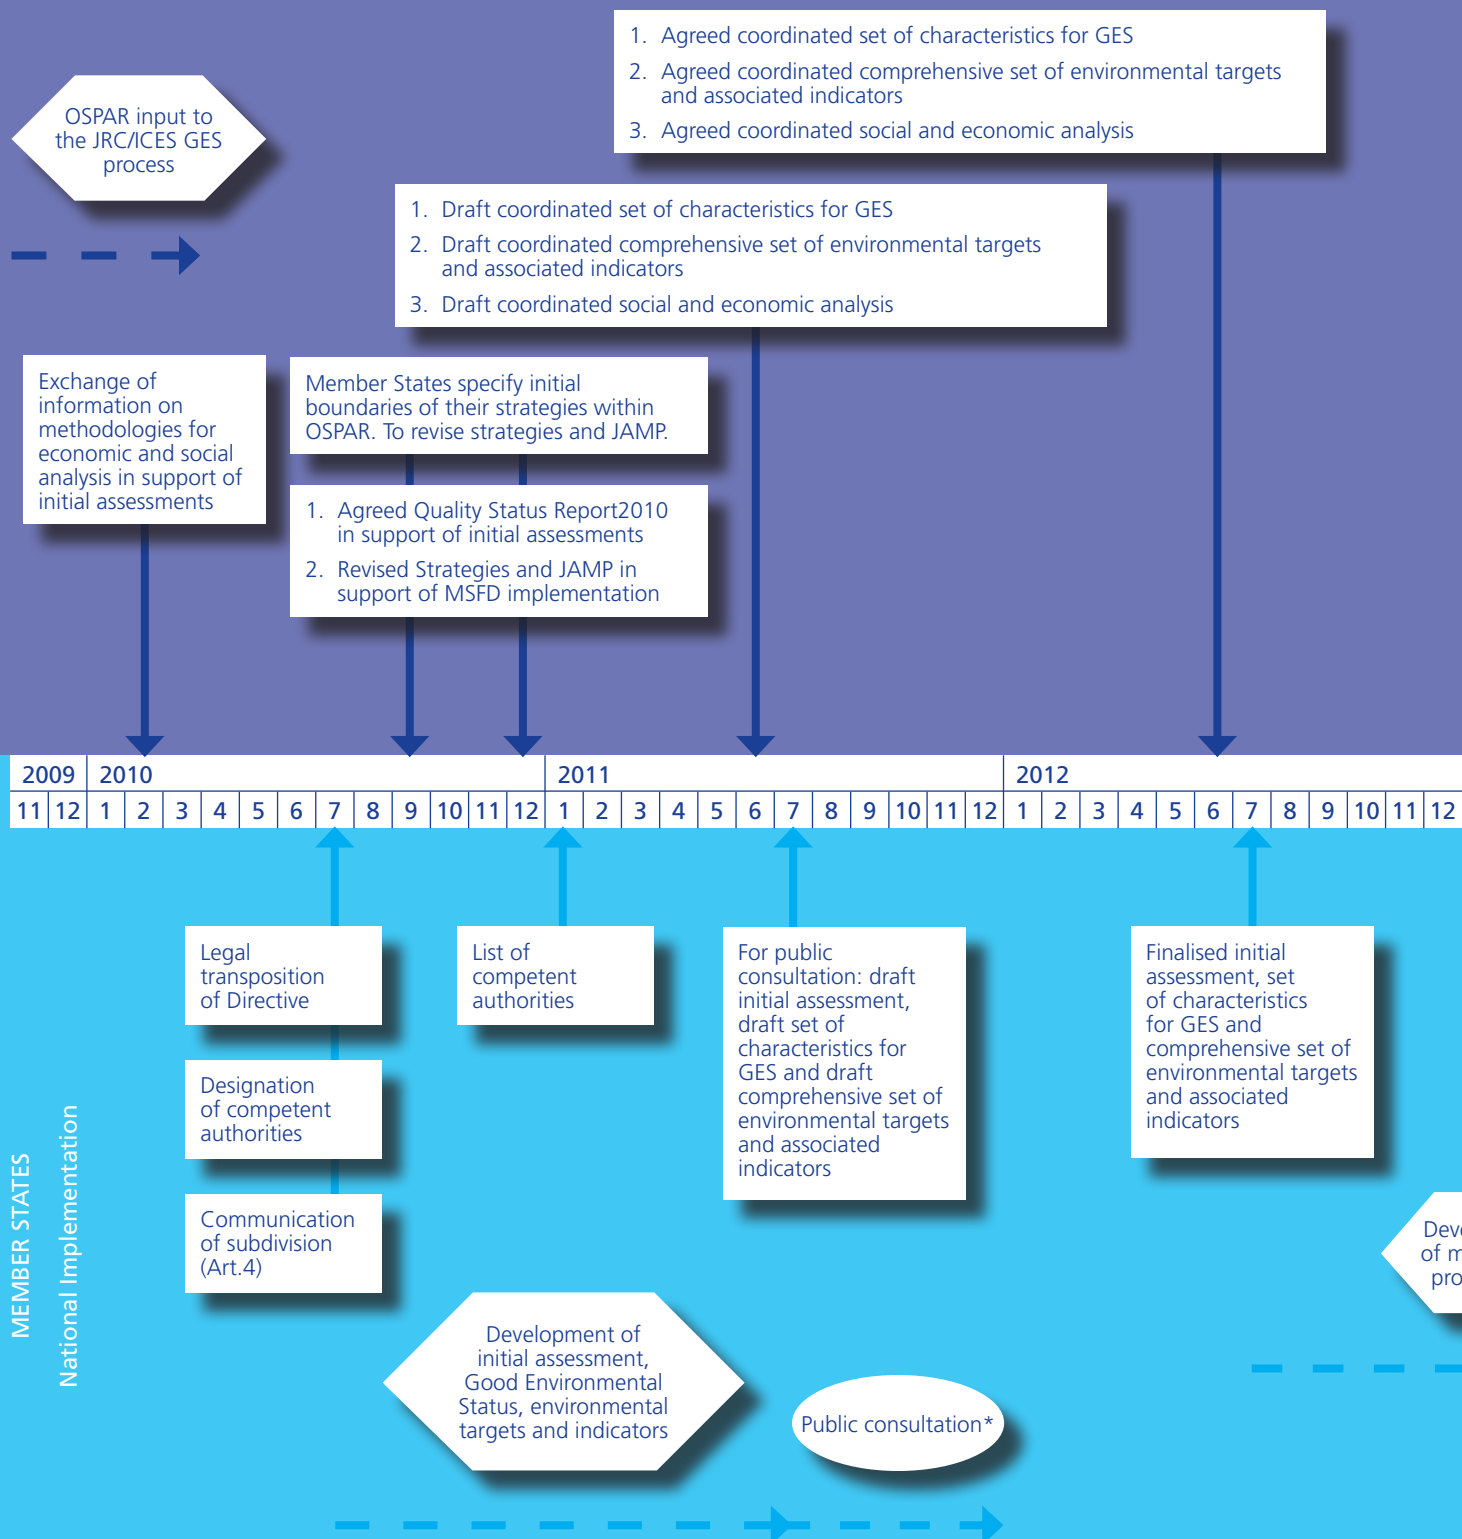 1. Agreed coordinated set of characteristics for GES
2. Agreed coordinated comprehensive set of environmental targets
and associated indicators
3. Agreed coordinated social and economic analysis
OSPAR input to
the JRC/ICES GES
process
1. Draft coordinated set of characteristics for GES
2. Draft coordinated comprehensive set of environmental targets
and associated indicators
3. Draft coordinated social and economic analysis
Exchange of
information on
methodologies for
economic and social
analysis in support of
initial assessments
Member States specify initial
boundaries of their strategies within
OSPAR. To revise strategies and JAMP.
1. Agreed Quality Status Report2010
in support of initial assessments
2. Revised Strategies and JAMP in
support of MSFD implementation
2009 2010 2011 2012
11 12 1 2 3 4 5 6 7 8 9 10 11 12 1 2 3 4 5 6 7 8 9 10 11 12 1 2 3 4 5 6 7 8 9 10 11 12
Legal
transposition
of Directive
Designation
of competent
authorities
Communication
of subdivision
(Art.4)
List of
competent
authorities
For public
consultation: draft
initial assessment,
draft set of
characteristics for
GES and draft
comprehensive set of
environmental targets
and associated
indicators
Finalised initial
assessment, set
of characteristics
for GES and
comprehensive set of
environmental targets
and associated
indicators
MEMBER STATES
National Implementation
Development of
initial assessment,
Good Environmental
Status, environmental
targets and indicators
Public consultation*
Deve
of m
pro